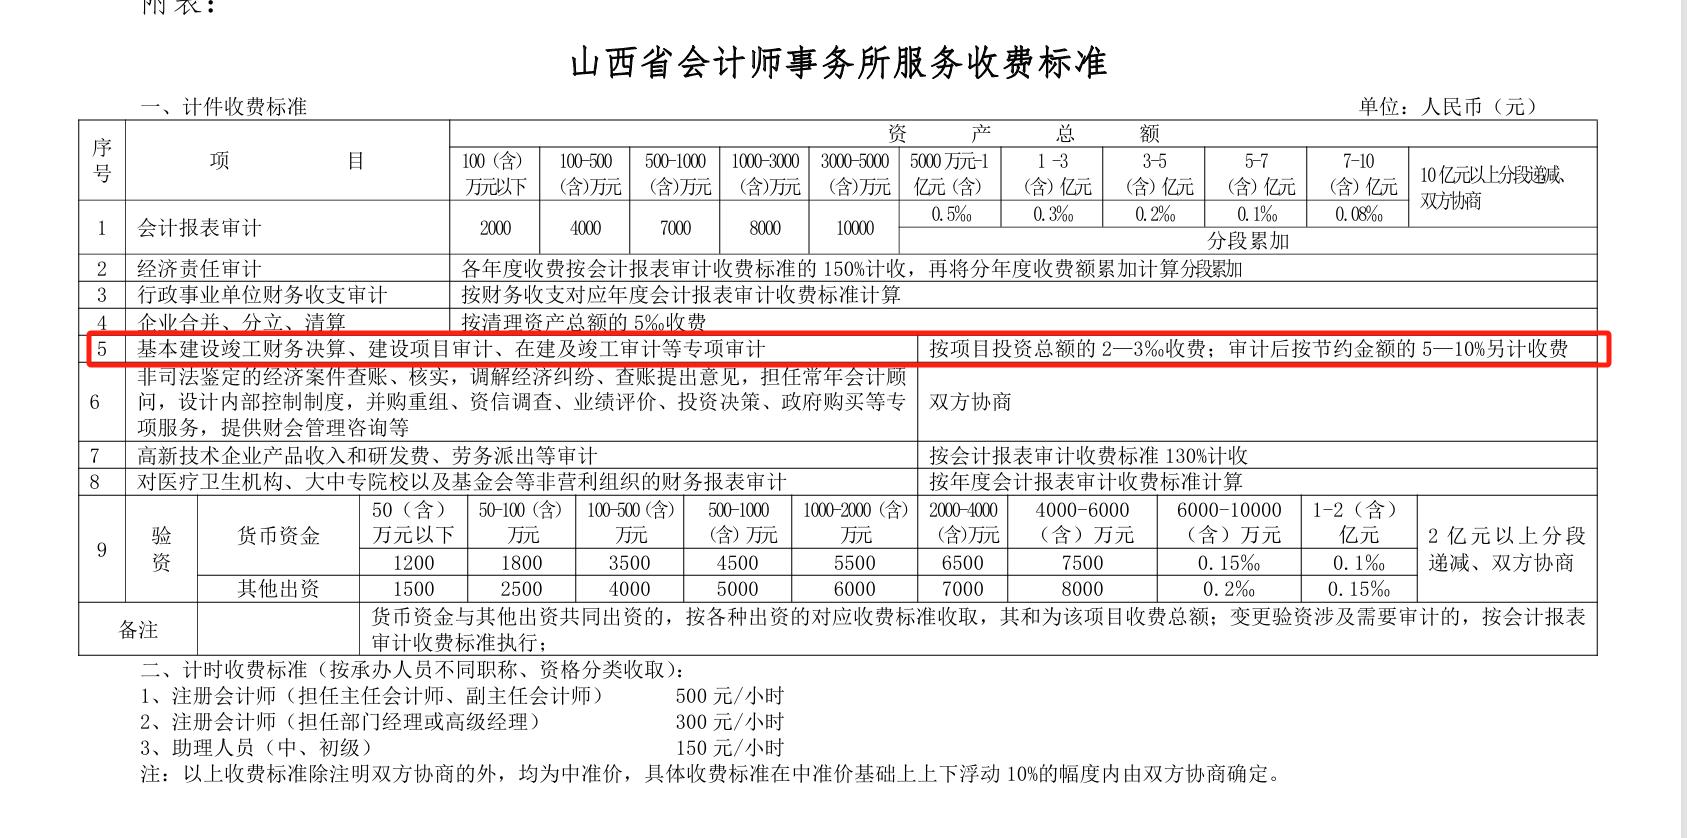 附表：
山西省会计师事务所服务收费标准
一、计件收费标准 单位：人民币（元）
序号 项 目 资 产 总 额
100（含）万元以下 100-500（含）万元 500-1000（含）万元 1000-3000（含）万元 3000-5000（含）万元 5000 万元-1亿元（含） 1 -3（含）亿元 3-5（含）亿元 5-7（含）亿元 7-10（含）亿元 10 亿元以上分段递减、双方协商
1 会计报表审计 2000 4000 7000 8000 10000 0.5‰ 0.3‰ 0.2‰ 0.1‰ 0.08‰
分段累加
2 经济责任审计 各年度收费按会计报表审计收费标准的 150%计收，再将分年度收费额累加计算分段累加
3 行政事业单位财务收支审计 按财务收支对应年度会计报表审计收费标准计算
4 企业合并、分立、清算 按清理资产总额的 5‰收费
5 基本建设竣工财务决算、建设项目审计、在建及竣工审计等专项审计 按项目投资总额的 2—3‰收费；审计后按节约金额的 5—10%另计收费
6 非司法鉴定的经济案件查账、核实，调解经济纠纷、查账提出意见，担任常年会计顾
问，设计内部控制制度，并购重组、资信调查、业绩评价、投资决策、政府购买等专
项服务，提供财会管理咨询等 双方协商
7 高新技术企业产品收入和研发费、劳务派出等审计 按会计报表审计收费标准 130%计收
8 对医疗卫生机构、大中专院校以及基金会等非营利组织的财务报表审计 按年度会计报表审计收费标准计算
9 验资 货币资金 50（含）万元以下 50-100（含）万元 100-500（含）万元 500-1000（含）万元 1000-2000（含）万元 2000-4000（含）万元 4000-6000（含）万元 6000-10000（含）万元 1-2（含）亿元 2 亿元以上分段递减、双方协商
1200 1800 3500 4500 5500 6500 7500 0.15‰ 0.1‰
其他出资 1500 2500 4000 5000 6000 7000 8000 0.2‰ 0.15‰
备注 货币资金与其他出资共同出资的，按各种出资的对应收费标准收取，其和为该项目收费总额；变更验资涉及需要审计的，按会计报表
审计收费标准执行；
二、计时收费标准（按承办人员不同职称、资格分类收取）：
1、注册会计师（担任主任会计师、副主任会计师） 500 元/小时
2、注册会计师（担任部门经理或高级经理） 300 元/小时
3、助理人员（中、初级） 150 元/小时
注：以上收费标准除注明双方协商的外，均为中准价，具体收费标准在中准价基础上上下浮动 10%的幅度内由双方协商确定。